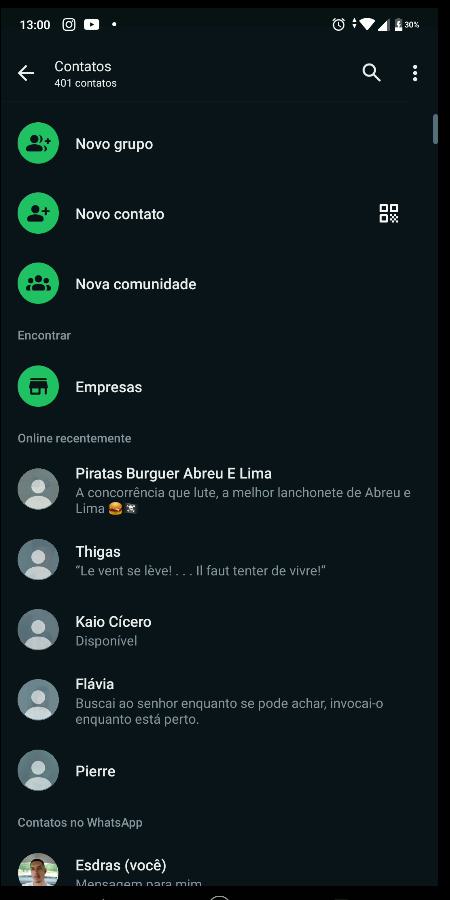 13:00
30%
Contatos
401 contatos
Novo grupo
Novo contato
Nova comunidade
Encontrar
Empresas
Online recentemente
Piratas Burguer Abreu E Lima
A concorrência que lute, a melhor lanchonete de Abreu e
Lima 🍔🏴‍☠️
Thigas
“Le vent se lève! . . . Il faut tenter de vivre!”
Kaio Cícero
Disponível
Flávia
Buscai ao senhor enquanto se pode achar, invocai-o
enquanto está perto.
Pierre
Contatos no WhatsApp
Esdras (você)
Mensagem para mim